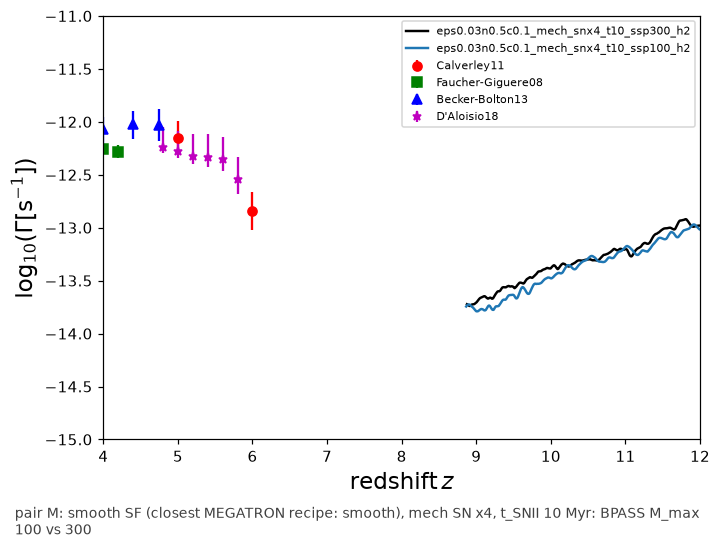 −11.0
−11.5
−12.0
−12.5
−13.0
−13.5
−14.0
−14.5
−15.0
log₁₀(Γ[s⁻¹])
eps0.03n0.5c0.1_mech_snx4_t10_ssp300_h2
eps0.03n0.5c0.1_mech_snx4_t10_ssp100_h2
Calverley11
Faucher-Giguere08
Becker-Bolton13
D'Aloisio18
4 5 6 7 8 9 10 11 12
redshift z
pair M: smooth SF (closest MEGATRON recipe: smooth), mech SN x4, t_SNII 10 Myr: BPASS M_max
100 vs 300